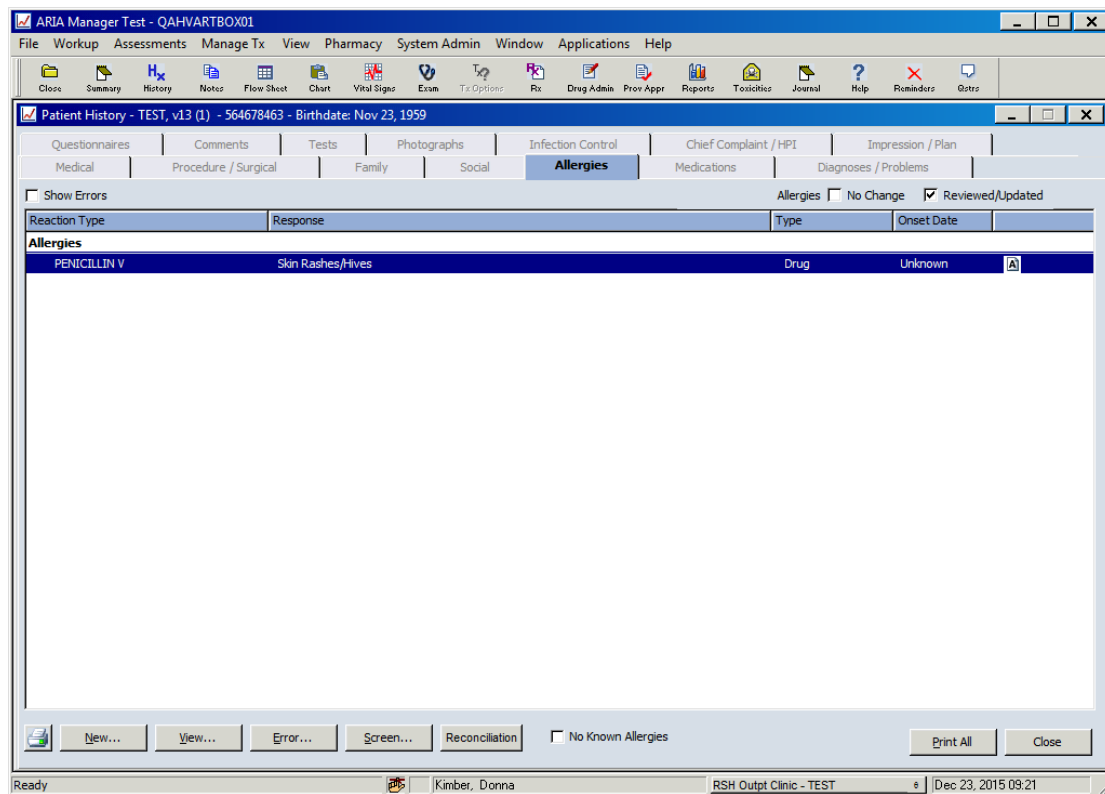 ARIA Manager Test - QAHVARTBOX01
File Workup Assessments Manage Tx View Pharmacy System Admin Window Applications Help
Close Summary History Notes Flow Sheet Chart Vital Signs Exam Tx Options Rx Drug Admin Prov Appr Reports Toxicities Journal Help Reminders Qstrs
Patient History - TEST, v13 (1) - 564678463 - Birthdate: Nov 23, 1959
Questionnaires Comments Tests Photographs Infection Control Chief Complaint / HPI Impression / Plan
Medical Procedure / Surgical Family Social Allergies Medications Diagnoses / Problems
Show Errors Allergies No Change Reviewed/Updated
Reaction Type Response Type Onset Date
Allergies
PENICILLIN V Skin Rashes/Hives Drug Unknown A
New... View... Error... Screen... Reconciliation No Known Allergies Print All Close
Ready Kimber, Donna RSH Outpt Clinic - TEST Dec 23, 2015 09:21